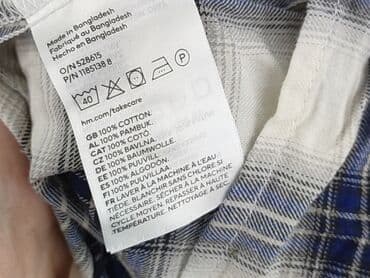 Made in Bangladesh
Fabriqué au Bangladesh
Hecho en Bangladesh
O/N 528615
P/N 1185138 8
40
P
hm.com/takecare
GB 100% COTTON.
AL 100% PAMBUK.
CAT 100% COTÓ.
CZ 100% BAVLNA.
DE 100% BAUMWOLLE.
EE 100% PUUVILL.
ES 100% ALGODÓN.
FI 100% PUUVILLA.
FR LAVER À LA MACHINE À L'EAU
TIÈDE. BLANCHIR SANS CHLORE SI
NÉCESSAIRE. SÉCHER À LA MACHINE
CYCLE MOYEN. REPASSER À HAUTE
TEMPÉRATURE. NETTOYAGE À SEC.